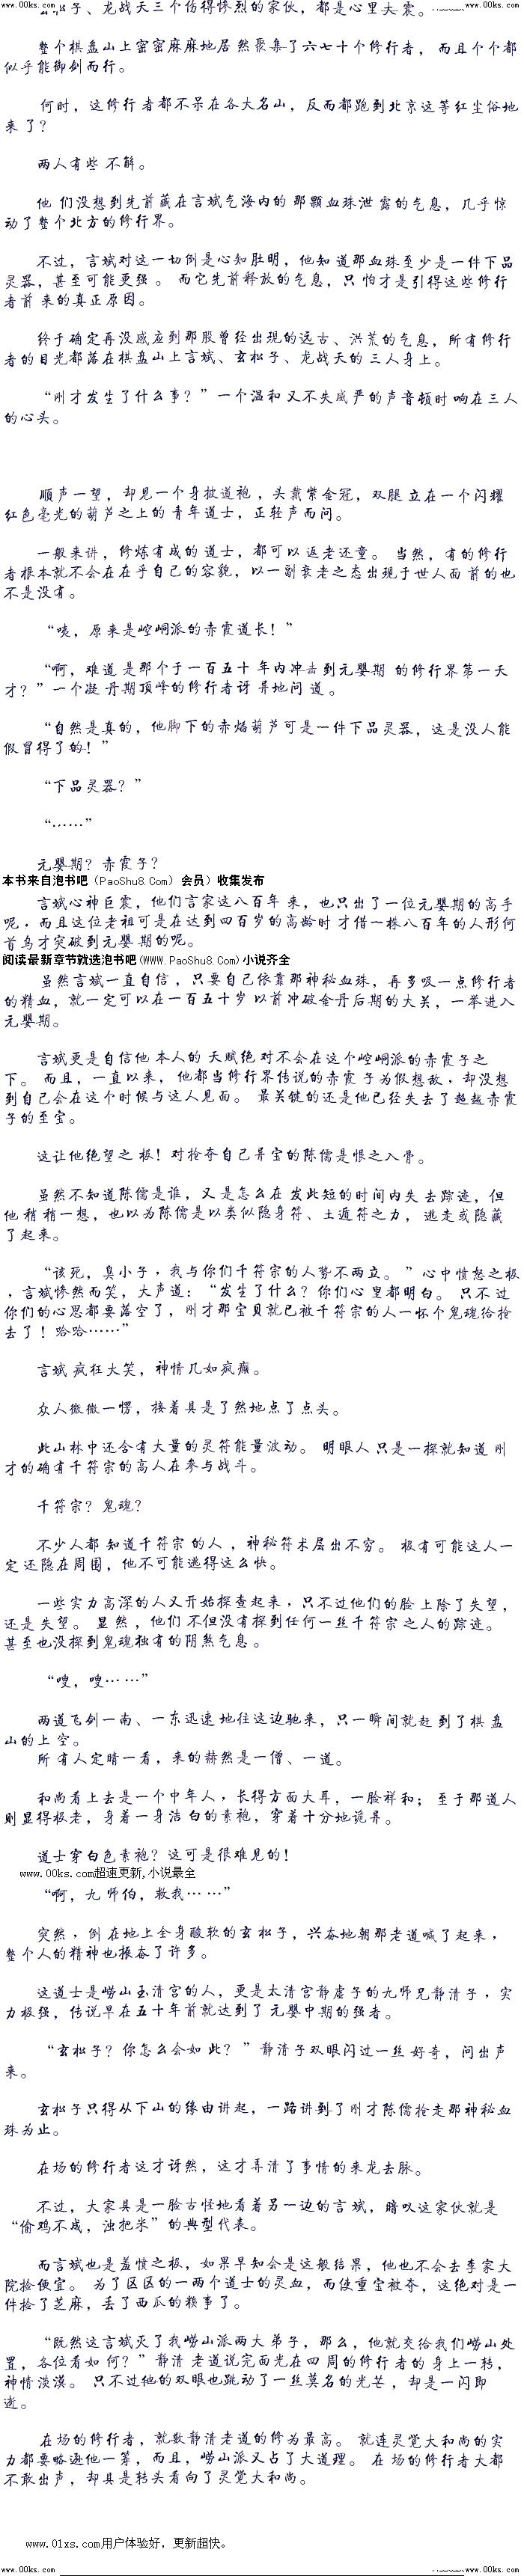 www.00ks.com www.00ks.com
玄松子、龙战天三个伤得惨烈的家伙，都是心里大震。
整个棋盘山上密密麻麻地居然聚集了六七十个修行者，而且个个都
似乎能御剑而行。
何时，这修行者都不呆在各大名山，反而都跑到北京这等红尘俗地
来了？
两人有些不解。
他们没想到先前藏在言斌气海内的那颗血珠泄露的气息，几乎惊
动了整个北方的修行界。
不过，言斌对这一切倒是心知肚明，他知道那血珠至少是一件下品
灵器，甚至可能更强。而它先前释放的气息，只怕才是引得这些修行
者前来的真正原因。
终于确定再没感应到那股曾经出现的远古、洪荒的气息，所有修行
者的目光都落在棋盘山上言斌、玄松子、龙战天的三人身上。
“刚才发生了什么事？”一个温和又不失威严的声音顿时响在三人
的心头。
顺声一望，却见一个身披道袍，头戴紫金冠，双腿立在一个闪耀
红色毫光的葫芦之上的青年道士，正轻声而问。
一般来讲，修炼有成的道士，都可以返老还童。当然，有的修行
者根本就不会在在乎自己的容貌，以一副衰老之态出现于世人面前的也
不是没有。
“咦，原来是崆峒派的赤霞道长！”
“啊，难道是那个于一百五十年内冲击到元婴期的修行界第一天
才？”一个凝丹期顶峰的修行者讶异地问道。
“自然是真的，他脚下的赤焰葫芦可是一件下品灵器，这是没人能
假冒得了的！”
“下品灵器？”
“……”
元婴期？赤霞子？
本书来自泡书吧（PaoShu8.Com）会员）收集发布
言斌心神巨震，他们言家这八百年来，也只出了一位元婴期的高手
呢，而且这位老祖可是在达到四百岁的高龄时才借一株八百年的人形何
首乌才突破到元婴期的呢。
阅读最新章节就选泡书吧(WWW.PaoShu8.Com)小说齐全
虽然言斌一直自信，只要自己依靠那神秘血珠，再多吸一点修行者
的精血，就一定可以在一百五十岁以前冲破金丹后期的大关，一举进入
元婴期。
言斌更是自信他本人的天赋绝对不会在这个崆峒派的赤霞子之
下。而且，一直以来，他都当修行界传说的赤霞子为假想敌，却没想
到自己会在这个时候与这人见面。最关键的还是他已经失去了超越赤霞
子的至宝。
这让他绝望之极！对抢夺自己异宝的陈儒是恨之入骨。
虽然不知道陈儒是谁，又是怎么在发此短的时间内失去踪迹，但
他稍稍一想，也以为陈儒是以类似隐身符、土遁符之力，逃走或隐藏
了起来。
“该死，臭小子，我与你们千符宗的人势不两立。”心中愤怒之极
，言斌惨然而笑，大声道：“发生了什么？你们心里都明白。只不过
你们的心思都要落空了，刚才那宝贝就已被千符宗的人一怀个鬼魂给抢
去了！哈哈……”
言斌疯狂大笑，神情几如疯癫。
众人微微一愣，接着具是了然地点了点头。
此山林中还含有大量的灵符能量波动。明眼人只是一探就知道刚
才的确有千符宗的高人在参与战斗。
千符宗？鬼魂？
不少人都知道千符宗的人，神秘符术层出不穷。极有可能这人一
定还隐在周围，他不可能逃得这么快。
一些实力高深的人又开始探查起来，只不过他们的脸上除了失望，
还是失望。显然，他们不但没有探到任何一丝千符宗之人的踪迹。
甚至也没探到鬼魂独有的阴煞气息。
“嗖，嗖……”
两道飞剑一南、一东迅速地往这边驰来，只一瞬间就赶到了棋盘
山的上空。
所有人定睛一看，来的赫然是一僧、一道。
和尚看上去是一个中年人，长得方面大耳，一脸祥和；至于那道人
则显得极老，身着一身洁白的素袍，穿着十分地诡异。
道士穿白色素袍？这可是很难见的！
www.00ks.com超速更新,小说最全
“啊，九师伯，救我……”
突然，倒在地上全身酸软的玄松子，兴奋地朝那老道喊了起来，
整个人的精神也振奋了许多。
这道士是崂山玉清宫的人，更是太清宫静虚子的九师兄静清子，实
力极强，传说早在五十年前就达到了元婴中期的强者。
“玄松子？你怎么会如此？”静清子双眼闪过一丝好奇，问出声
来。
玄松子只得从下山的缘由讲起，一路讲到了刚才陈儒抢走那神秘血
珠为止。
在场的修行者这才讶然，这才弄清了事情的来龙去脉。
不过，大家具是一脸古怪地看着另一边的言斌，暗叹这家伙就是
“偷鸡不成，浊把米”的典型代表。
而言斌也是羞愤之极，如果早知会是这般结果，他也不会去李家大
院捡便宜。为了区区的一两个道士的灵血，而使重宝被夺，这绝对是一
件捡了芝麻，丢了西瓜的糗事了。
“既然这言斌灭了我崂山派两大弟子，那么，他就交给我们崂山处
置，各位看如何？”静清老道说完面光在四周的修行者的身上一转，
神情淡漠。只不过他的双眼也跳动了一丝莫名的光芒，却是一闪即
逝。
在场的修行者，就数静清老道的修为最高。就连灵觉大和尚的实
力都要略逊他一筹，而且，崂山派又占了大道理。在场的修行者大都
不敢出声，却具是转头看向了灵觉大和尚。
www.01xs.com用户体验好，更新超快。
www.00ks.com www.00ks.com